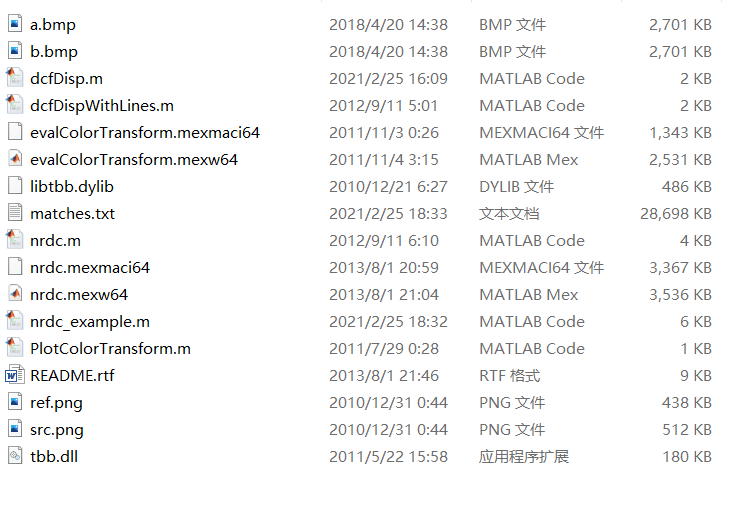 a.bmp 2018/4/20 14:38 BMP 文件 2,701 KB
b.bmp 2018/4/20 14:38 BMP 文件 2,701 KB
dcfDisp.m 2021/2/25 16:09 MATLAB Code 2 KB
dcfDispWithLines.m 2012/9/11 5:01 MATLAB Code 2 KB
evalColorTransform.mexmaci64 2011/11/3 0:26 MEXMACI64 文件 1,343 KB
evalColorTransform.mexw64 2011/11/4 3:15 MATLAB Mex 2,531 KB
libtbb.dylib 2010/12/21 6:27 DYLIB 文件 486 KB
matches.txt 2021/2/25 18:33 文本文档 28,698 KB
nrdc.m 2012/9/11 6:10 MATLAB Code 4 KB
nrdc.mexmaci64 2013/8/1 20:59 MEXMACI64 文件 3,367 KB
nrdc.mexw64 2013/8/1 21:04 MATLAB Mex 3,536 KB
nrdc_example.m 2021/2/25 18:32 MATLAB Code 6 KB
PlotColorTransform.m 2011/7/29 0:28 MATLAB Code 1 KB
README.rtf 2013/8/1 21:46 RTF 格式 9 KB
ref.png 2010/12/31 0:44 PNG 文件 438 KB
src.png 2010/12/31 0:44 PNG 文件 512 KB
tbb.dll 2011/5/22 15:58 应用程序扩展 180 KB